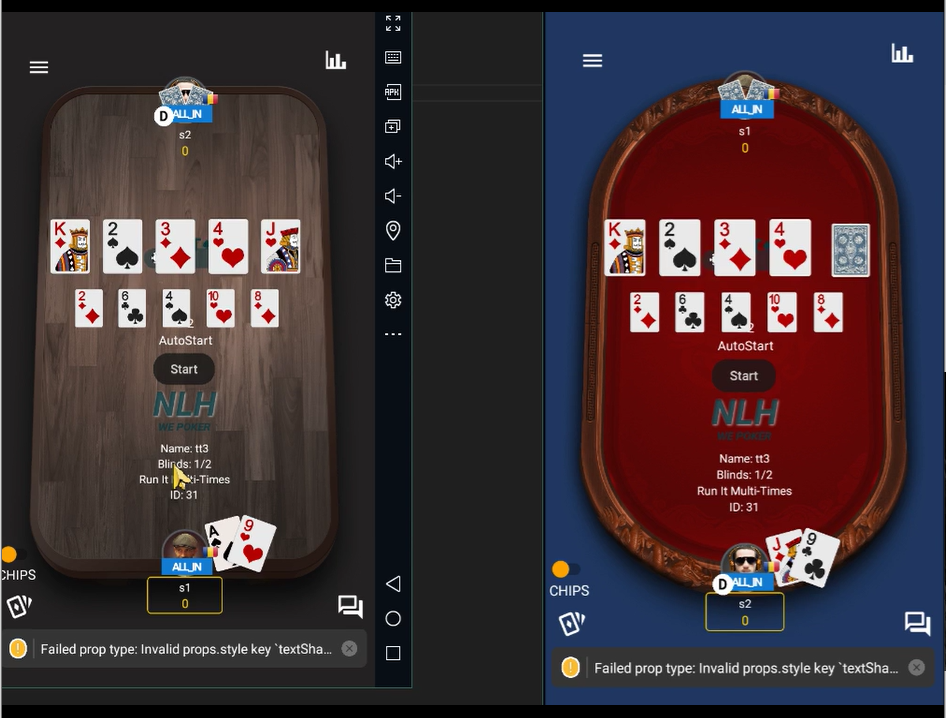 D
ALL_IN
s2
0
K
2
3
4
J
2
6
4
10
8
2
AutoStart
Start
NLH
WE POKER
Name: tt3
Blinds: 1/2
Run It Multi-Times
ID: 31
A
9
ALL_IN
s1
0
CHIPS
Failed prop type: Invalid props.style key `textSha...
APK
ALL_IN
s1
0
K
2
3
4
2
6
4
10
8
2
AutoStart
Start
NLH
WE POKER
Name: tt3
Blinds: 1/2
Run It Multi-Times
ID: 31
J
9
D
ALL_IN
s2
0
CHIPS
Failed prop type: Invalid props.style key `textSha...